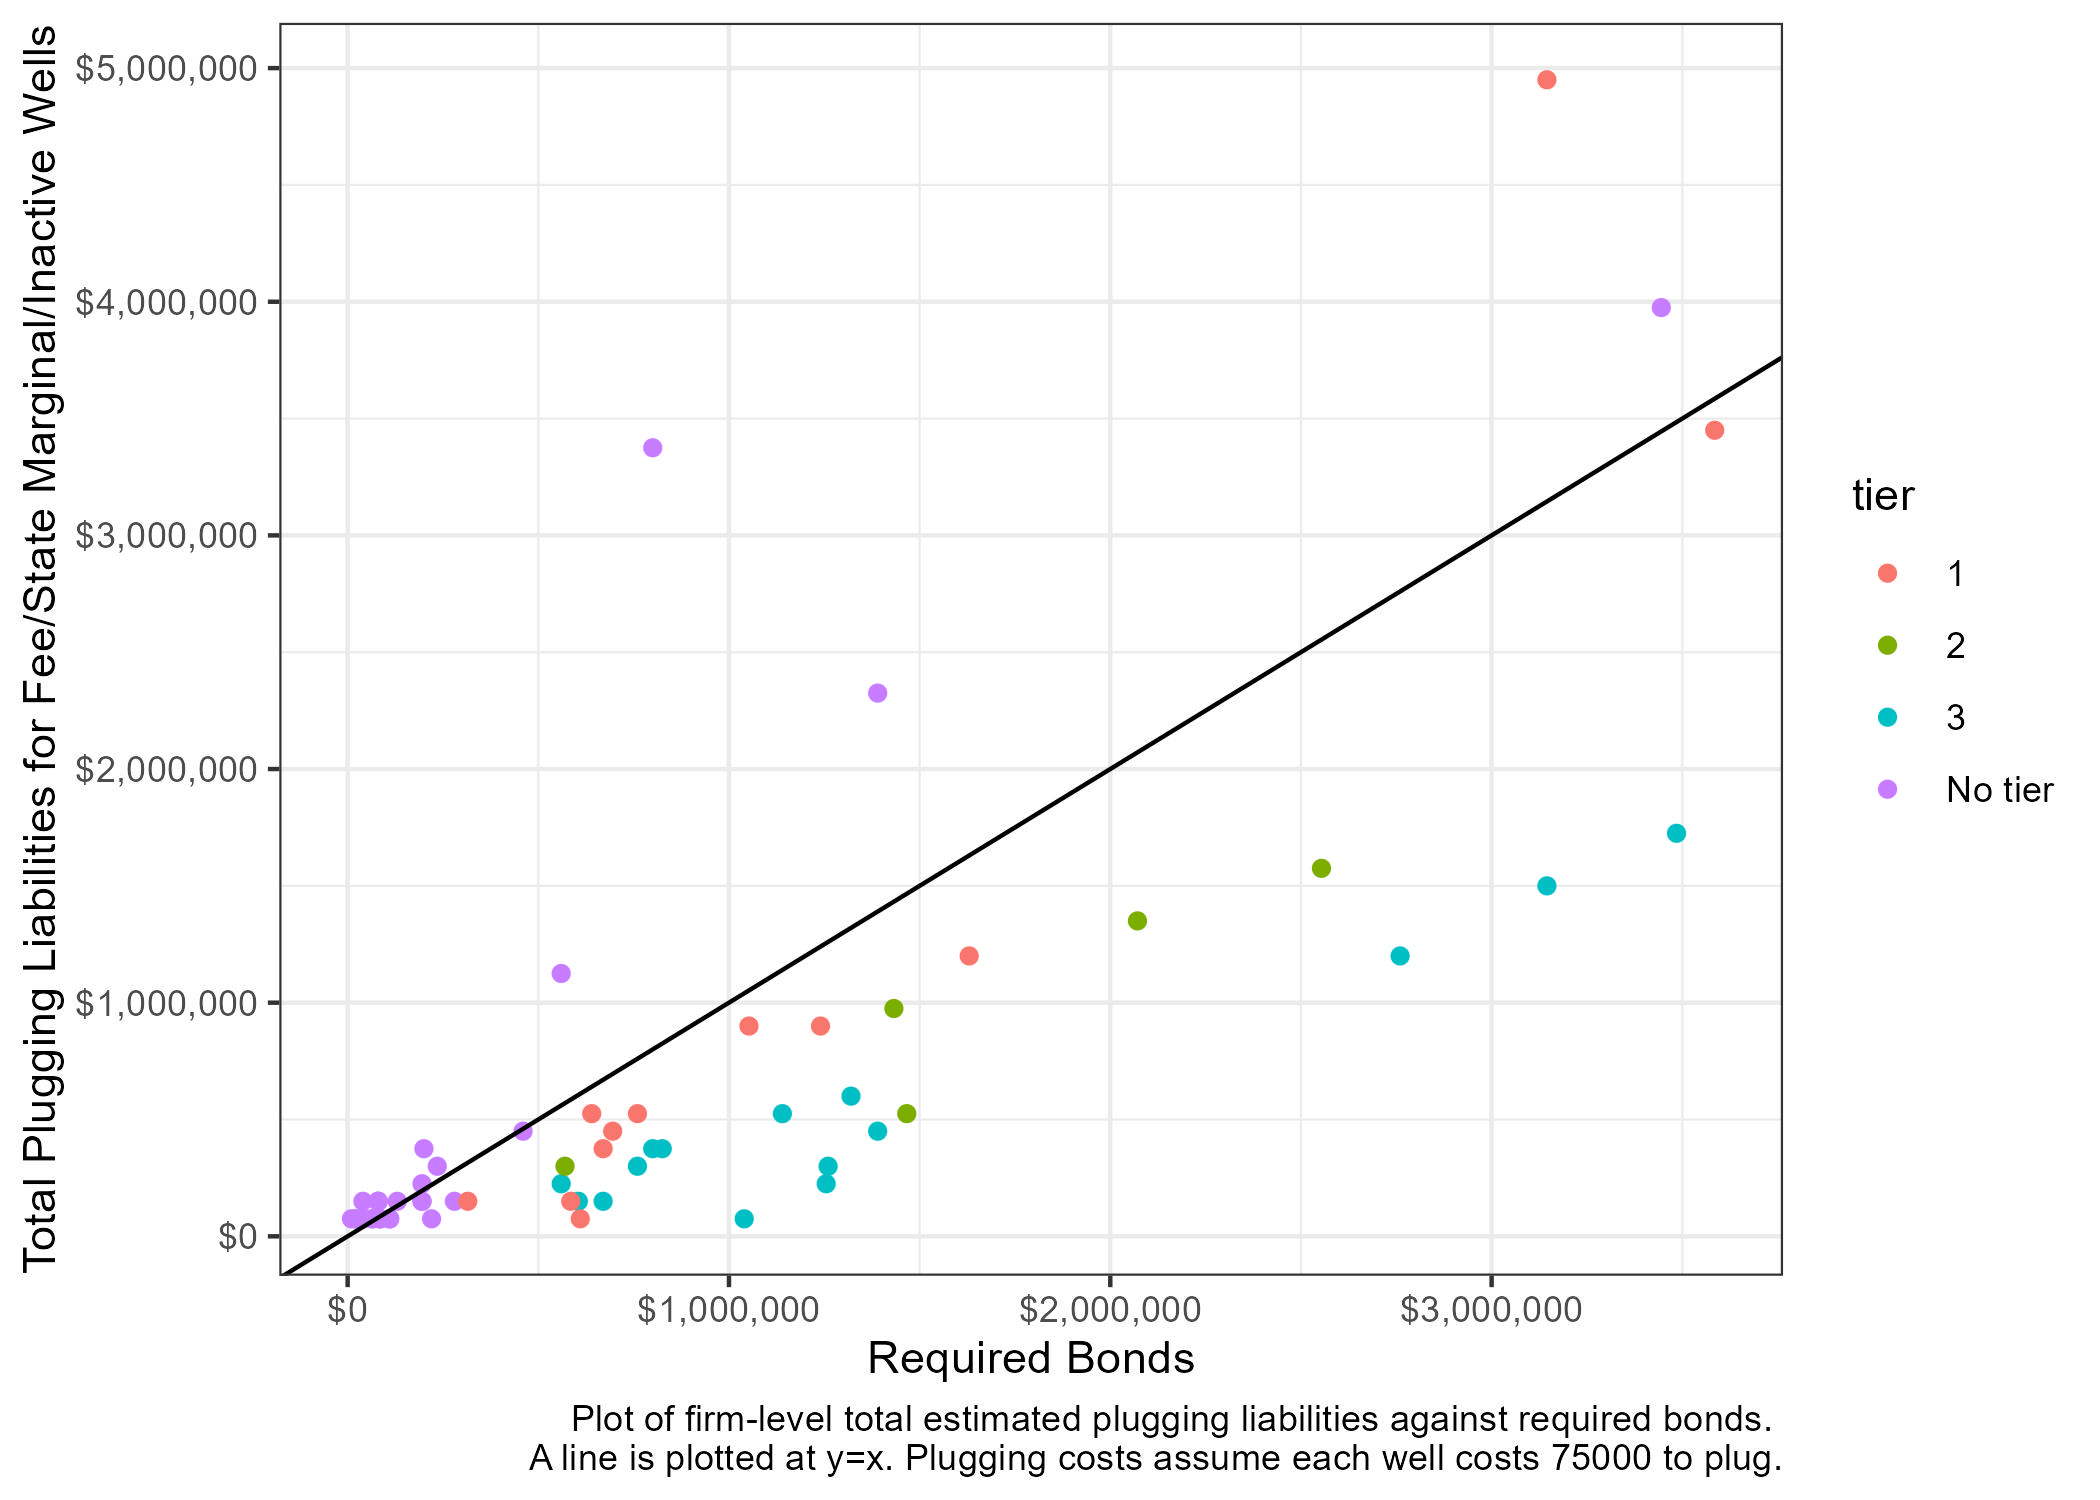 Total Plugging Liabilities for Fee/State Marginal/Inactive Wells
$5,000,000
$4,000,000
$3,000,000
$2,000,000
$1,000,000
$0
$0
$1,000,000
$2,000,000
$3,000,000
Required Bonds
tier
1
2
3
No tier
Plot of firm-level total estimated plugging liabilities against required bonds.
A line is plotted at y=x. Plugging costs assume each well costs 75000 to plug.